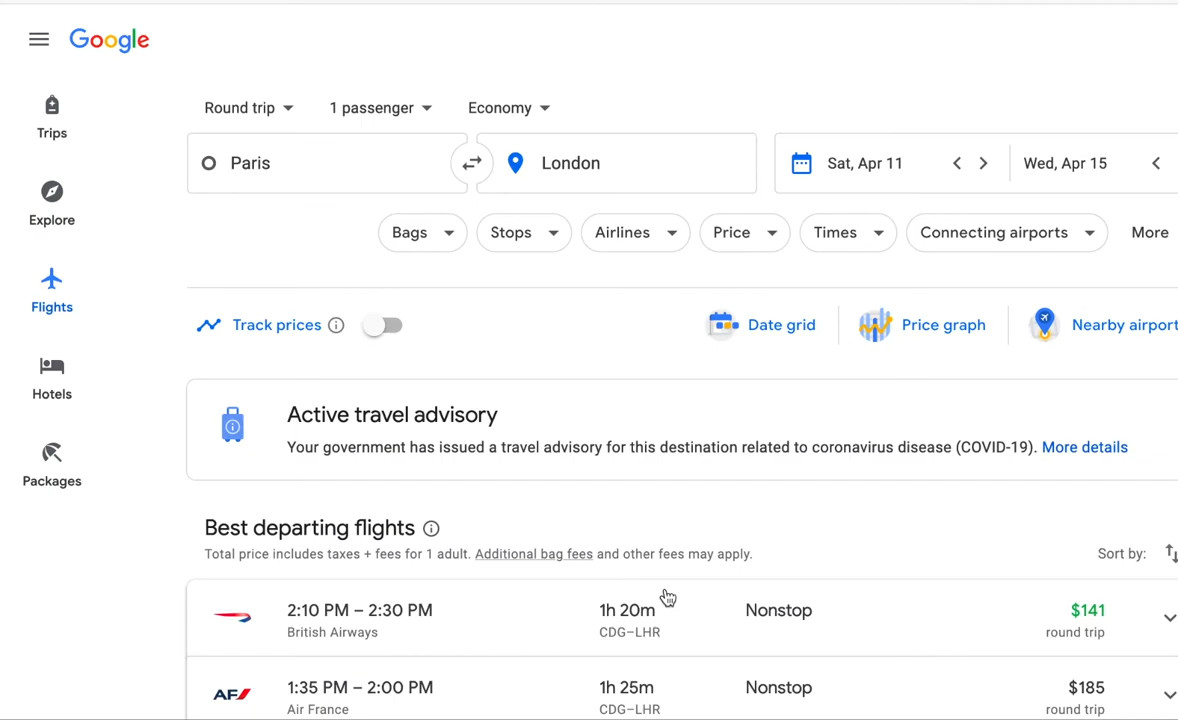 Google
Round trip 1 passenger Economy
Trips
Paris London Sat, Apr 11 Wed, Apr 15
Explore
Bags Stops Airlines Price Times Connecting airports More
Flights
Track prices Date grid Price graph Nearby airport
Hotels
Active travel advisory
Your government has issued a travel advisory for this destination related to coronavirus disease (COVID-19). More details
Packages
Best departing flights
Total price includes taxes + fees for 1 adult. Additional bag fees and other fees may apply. Sort by:
2:10 PM – 2:30 PM 1h 20m Nonstop $141
British Airways CDG–LHR round trip
AF 1:35 PM – 2:00 PM 1h 25m Nonstop $185
Air France CDG–LHR round trip